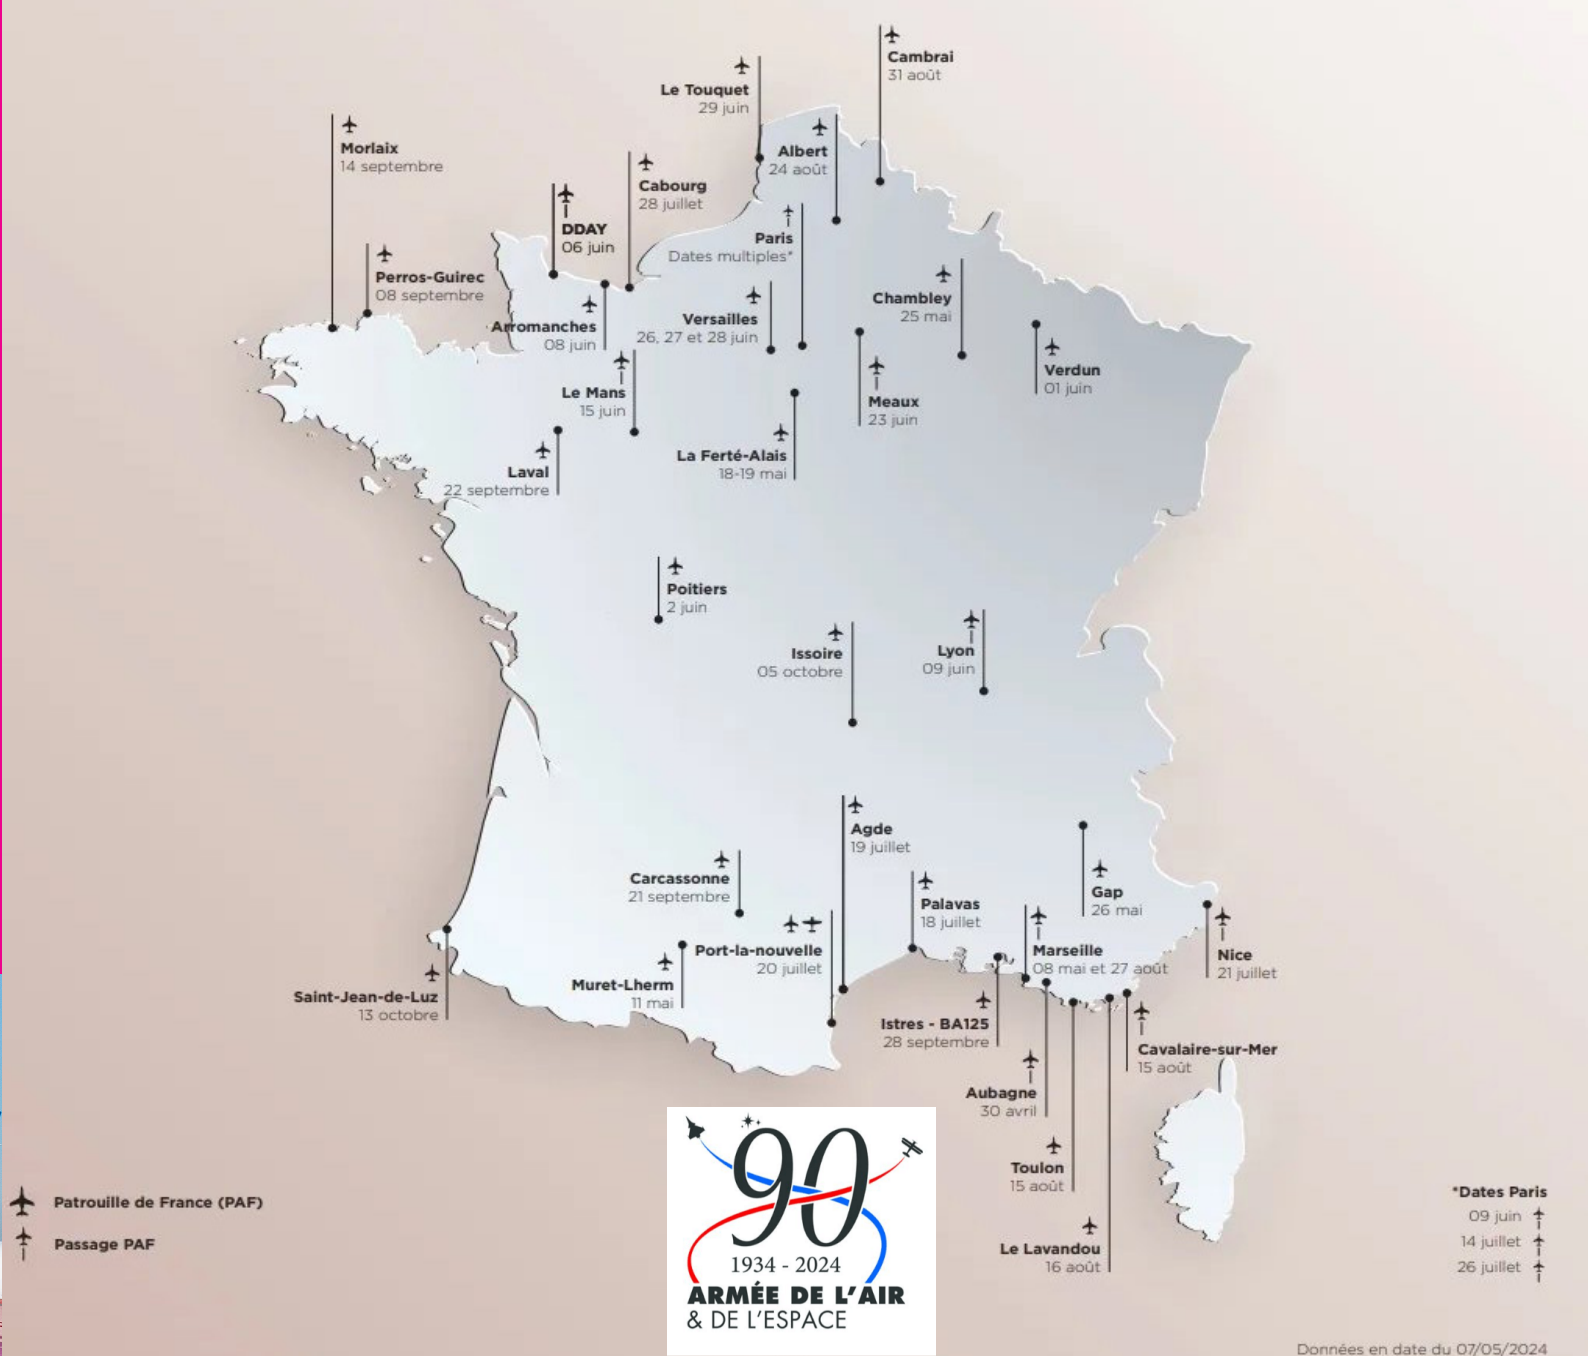 Cambrai
31 août
Le Touquet
29 juin
Morlaix
14 septembre
Albert
24 août
Cabourg
28 juillet
DDAY
06 juin
Paris
Dates multiples*
Perros-Guirec
08 septembre
Chambley
25 mai
Arromanches
08 juin
Versailles
26, 27 et 28 juin
Verdun
01 juin
Le Mans
15 juin
Meaux
23 juin
La Ferté-Alais
18-19 mai
Laval
22 septembre
Poitiers
2 juin
Issoire
05 octobre
Lyon
09 juin
Agde
19 juillet
Carcassonne
21 septembre
Palavas
18 juillet
Gap
26 mai
Port-la-nouvelle
20 juillet
Marseille
08 mai et 27 août
Nice
21 juillet
Muret-Lherm
11 mai
Saint-Jean-de-Luz
13 octobre
Istres - BA125
28 septembre
Cavalaire-sur-Mer
15 août
Aubagne
30 avril
Toulon
15 août
Le Lavandou
16 août
Patrouille de France (PAF)
Passage PAF
90
1934 - 2024
ARMÉE DE L'AIR
& DE L'ESPACE
*Dates Paris
09 juin
14 juillet
26 juillet
Données en date du 07/05/2024